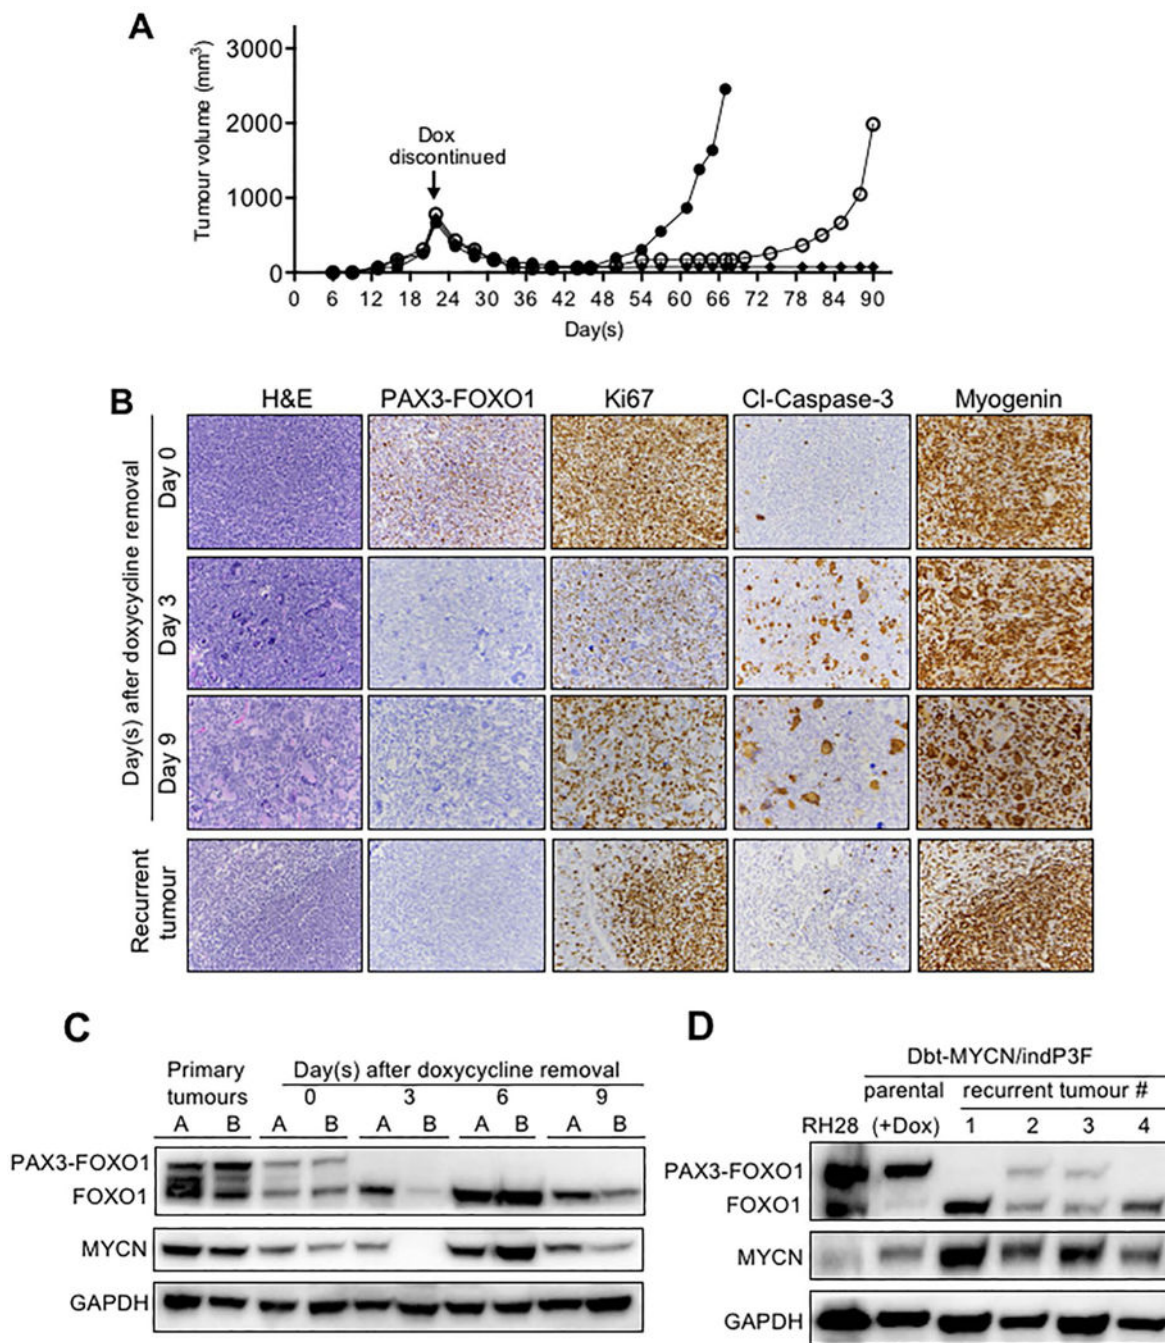 A
Tumour volume (mm³)
3000
2000
1000
0
Dox
discontinued
0 6 12 18 24 30 36 42 48 54 60 66 72 78 84 90
Day(s)
B
H&E PAX3-FOXO1 Ki67 Cl-Caspase-3 Myogenin
Day(s) after doxycycline removal
Day 0
Day 3
Day 9
Recurrent
tumour
C
Primary
tumours
Day(s) after doxycycline removal
0 3 6 9
A B A B A B A B A B
PAX3-FOXO1
FOXO1
MYCN
GAPDH
D
Dbt-MYCN/indP3F
parental recurrent tumour #
RH28 (+Dox) 1 2 3 4
PAX3-FOXO1
FOXO1
MYCN
GAPDH